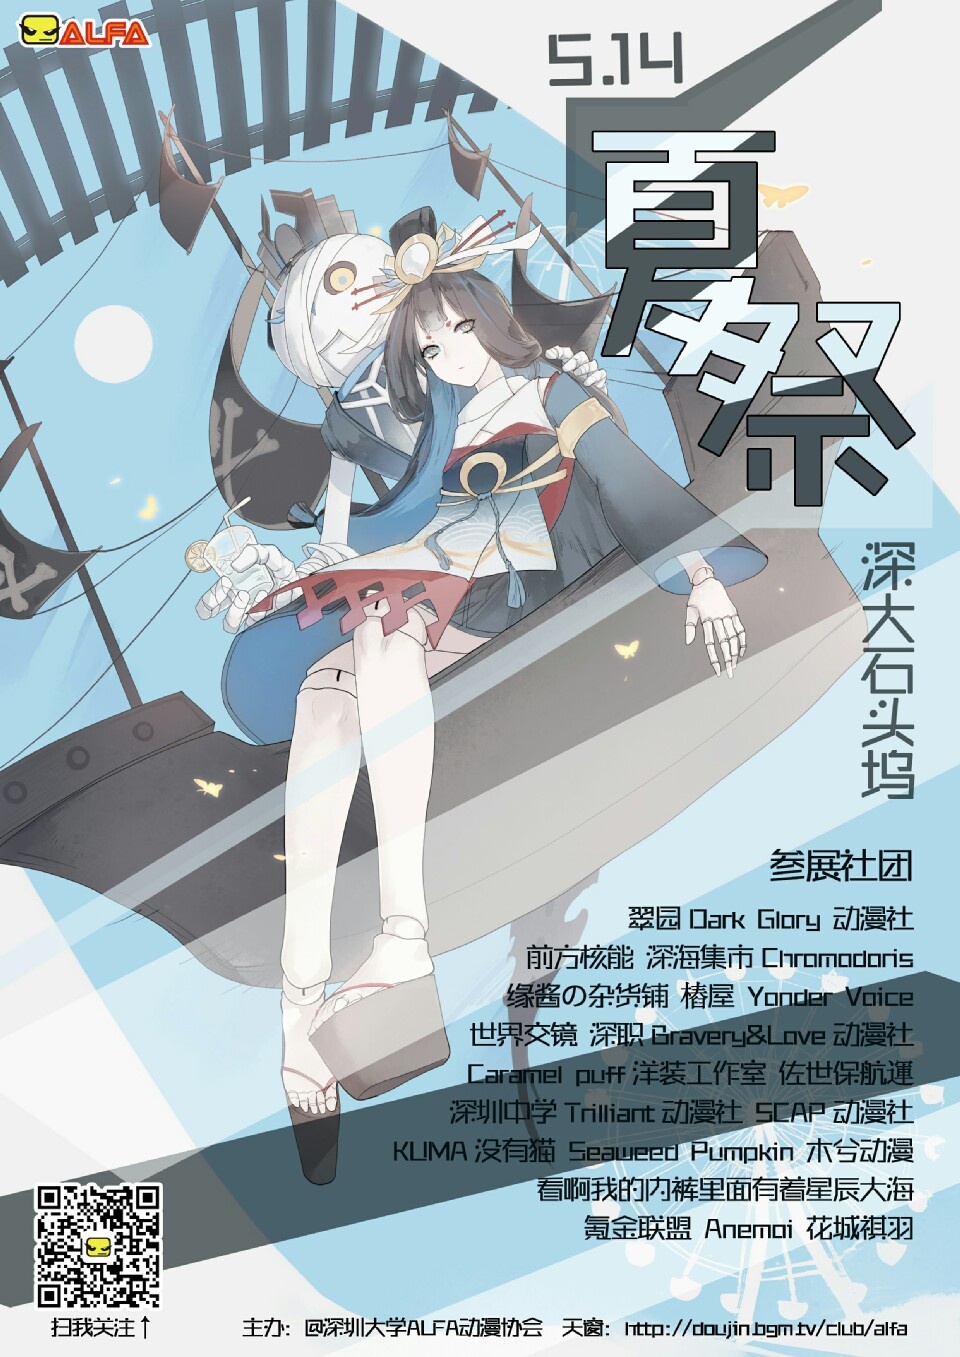 ALFA
5.14
夏祭
深大石头坞
参展社团
翠园 Dark Glory 动漫社
前方核能 深海集市 Chromodoris
缘酱の杂货铺 椿屋 Yonder Voice
世界交镜 深职 Bravery&Love 动漫社
Caramel puff 洋装工作室 佐世保航運
深圳中学 Trilliant 动漫社 SCAP 动漫社
KUMA 没有猫 Seaweed Pumpkin 木兮动漫
看啊我的内裤里面有着星辰大海
氪金联盟 Anemoi 花城祺羽
扫我关注↑
主办：@深圳大学ALFA动漫协会 天窗：http://doujin.bgm.tv/club/alfa